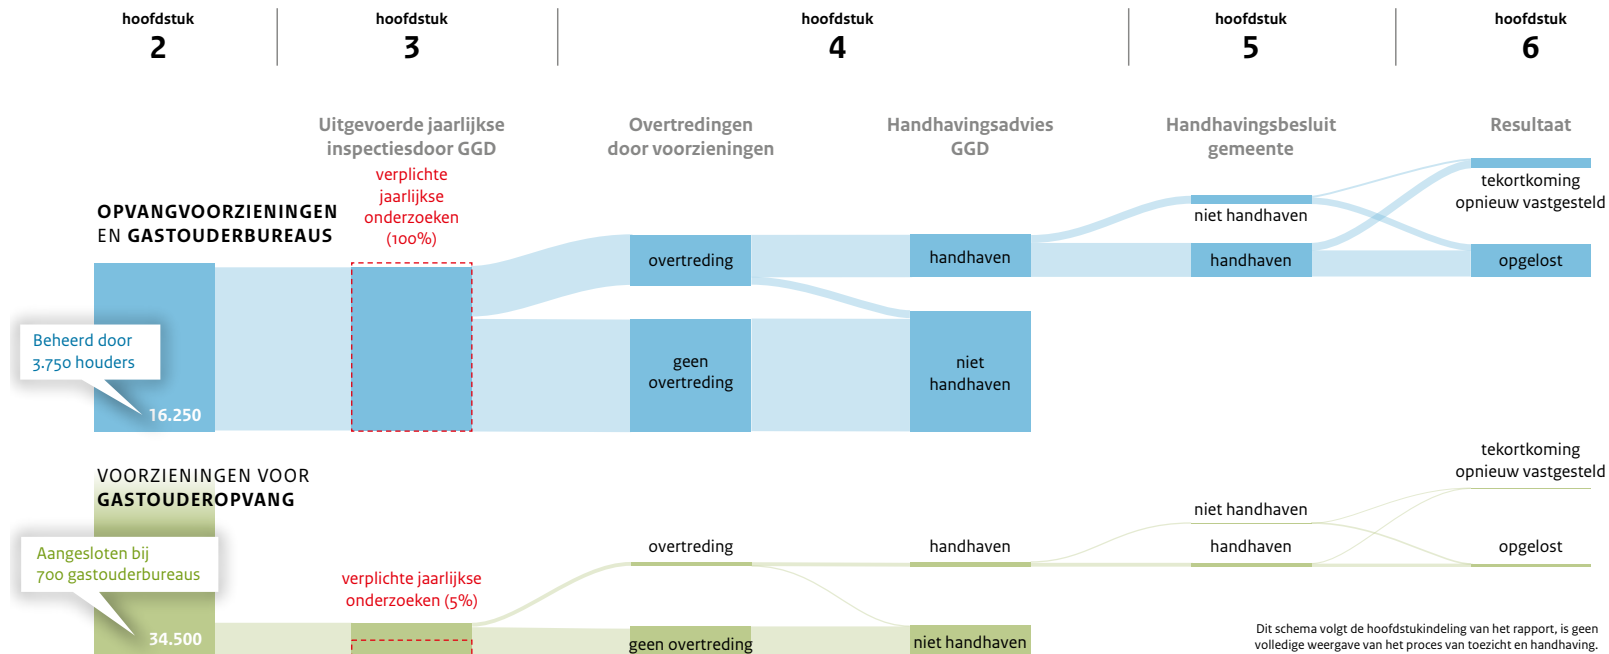 hoofdstuk
2
hoofdstuk
3
hoofdstuk
4
hoofdstuk
5
hoofdstuk
6
Uitgevoerde jaarlijkse
inspectiesdoor GGD
Overtredingen
door voorzieningen
Handhavingsadvies
GGD
Handhavingsbesluit
gemeente
Resultaat
verplichte
jaarlijkse
onderzoeken
(100%)
OPVANGVOORZIENINGEN
EN GASTOUDERBUREAUS
Beheerd door
3.750 houders
16.250
overtreding
geen
overtreding
handhaven
niet
handhaven
niet handhaven
handhaven
tekortkoming
opnieuw vastgesteld
opgelost
VOORZIENINGEN VOOR
GASTOUDEROPVANG
Aangesloten bij
700 gastouderbureaus
34.500
verplichte jaarlijkse
onderzoeken (5%)
overtreding
geen overtreding
handhaven
niet handhaven
niet handhaven
handhaven
tekortkoming
opnieuw vastgesteld
opgelost
Dit schema volgt de hoofdstukindeling van het rapport, is geen
volledige weergave van het proces van toezicht en handhaving.